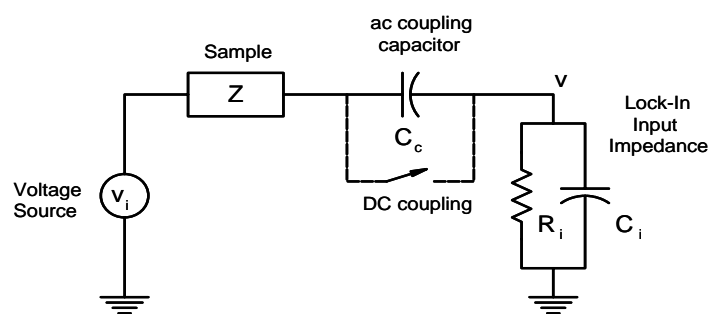 ac coupling
capacitor
Sample
Z
v
Lock-In
Input
Impedance
C c
Voltage
Source
v i
DC coupling
R i
C i